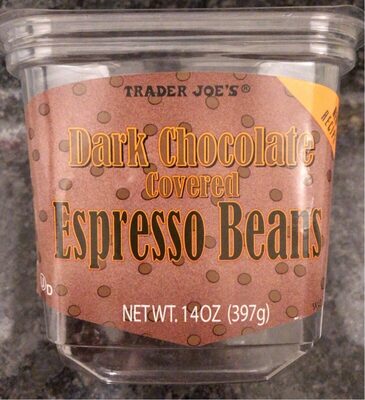 TRADER JOE'S®
Dark Chocolate
Covered
Espresso Beans
D
NET WT. 14OZ (397g)